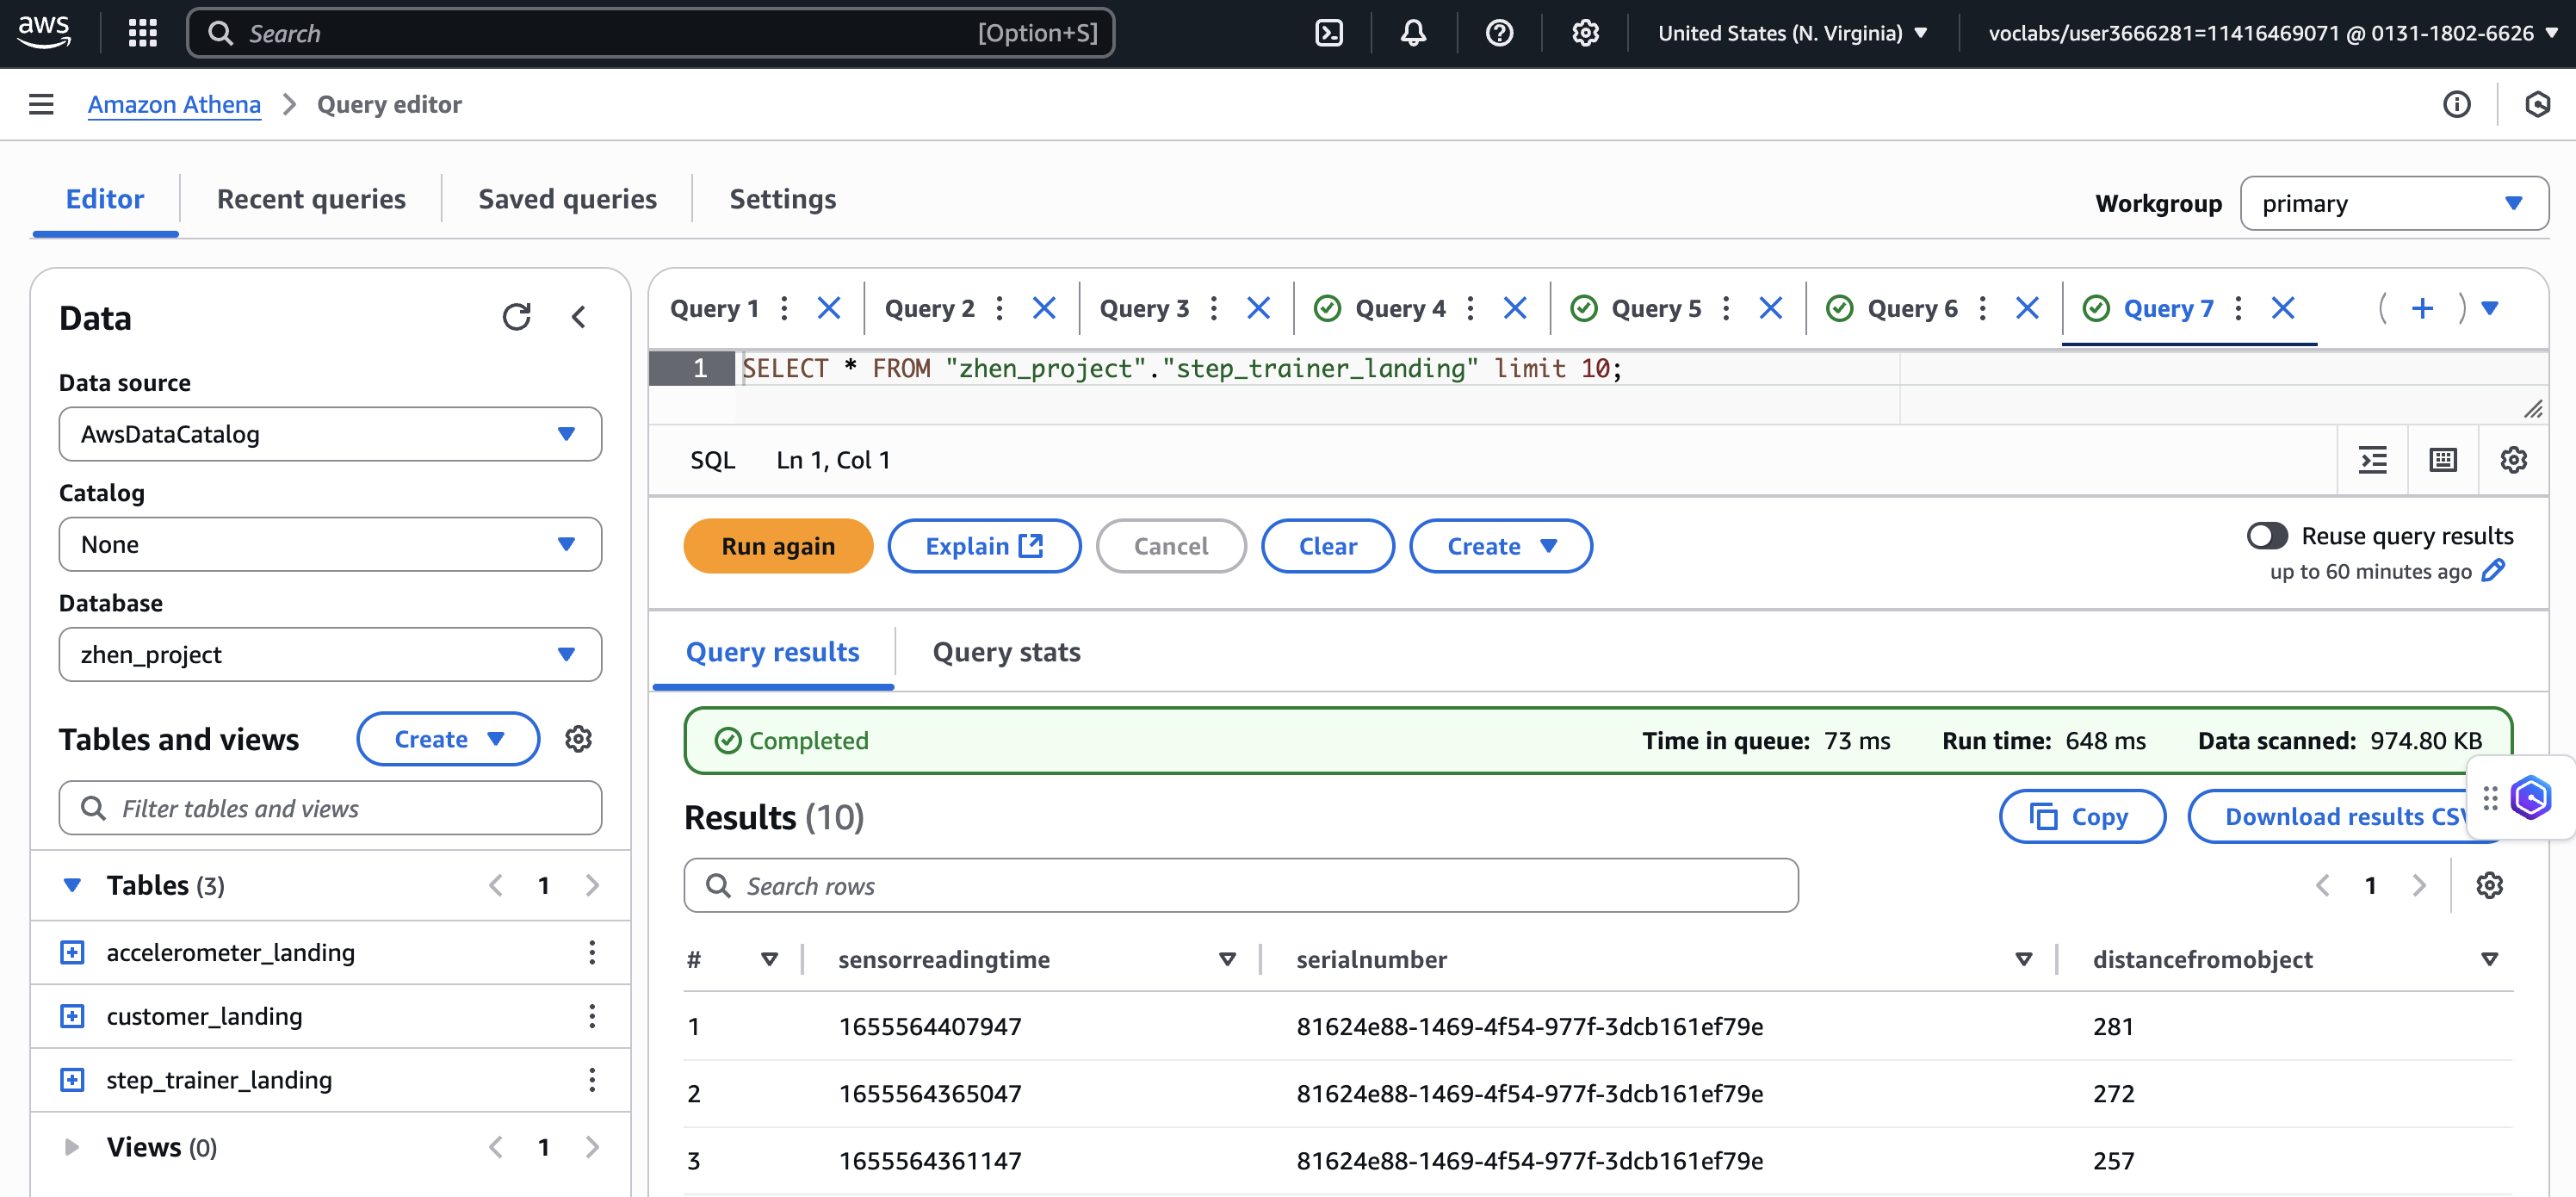 aws
Search [Option+S]
United States (N. Virginia)
voclabs/user3666281=11416469071 @ 0131-1802-6626
Amazon Athena > Query editor
Editor
Recent queries
Saved queries
Settings
Workgroup
primary
Data
Data source
AwsDataCatalog
Catalog
None
Database
zhen_project
Tables and views
Create
Filter tables and views
Tables (3)
1
accelerometer_landing
customer_landing
step_trainer_landing
Views (0)
1
Query 1
Query 2
Query 3
Query 4
Query 5
Query 6
Query 7
1 SELECT * FROM "zhen_project"."step_trainer_landing" limit 10;
SQL Ln 1, Col 1
Run again
Explain
Cancel
Clear
Create
Reuse query results
up to 60 minutes ago
Query results
Query stats
Completed
Time in queue: 73 ms
Run time: 648 ms
Data scanned: 974.80 KB
Results (10)
Copy
Download results CSV
Search rows
1
# sensorreadingtime serialnumber distancefromobject
1 1655564407947 81624e88-1469-4f54-977f-3dcb161ef79e 281
2 1655564365047 81624e88-1469-4f54-977f-3dcb161ef79e 272
3 1655564361147 81624e88-1469-4f54-977f-3dcb161ef79e 257